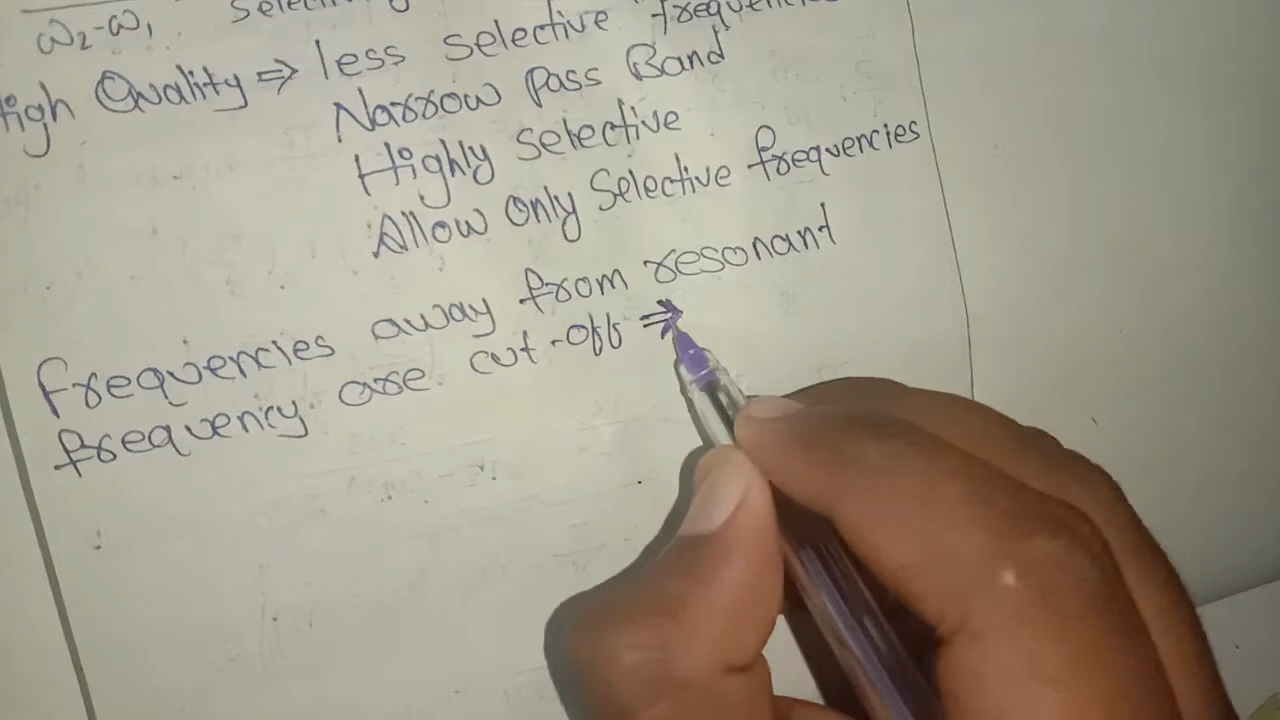 ω₂-ω₁
High Quality ⇒ less selective frequencies
Narrow Pass Band
Highly Selective
Allow Only Selective frequencies
Frequencies away from resonant
frequency are cut-off ⇒